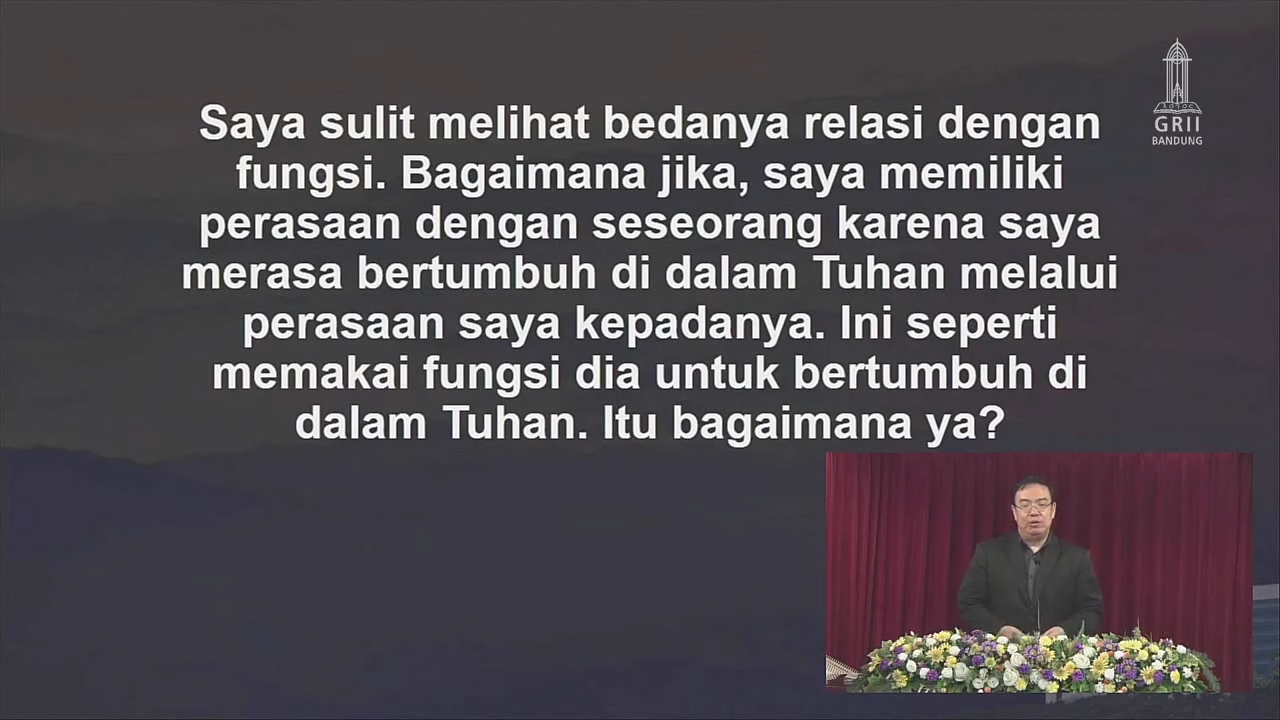 Saya sulit melihat bedanya relasi dengan
fungsi. Bagaimana jika, saya memiliki
perasaan dengan seseorang karena saya
merasa bertumbuh di dalam Tuhan melalui
perasaan saya kepadanya. Ini seperti
memakai fungsi dia untuk bertumbuh di
dalam Tuhan. Itu bagaimana ya?
GRII
BANDUNG